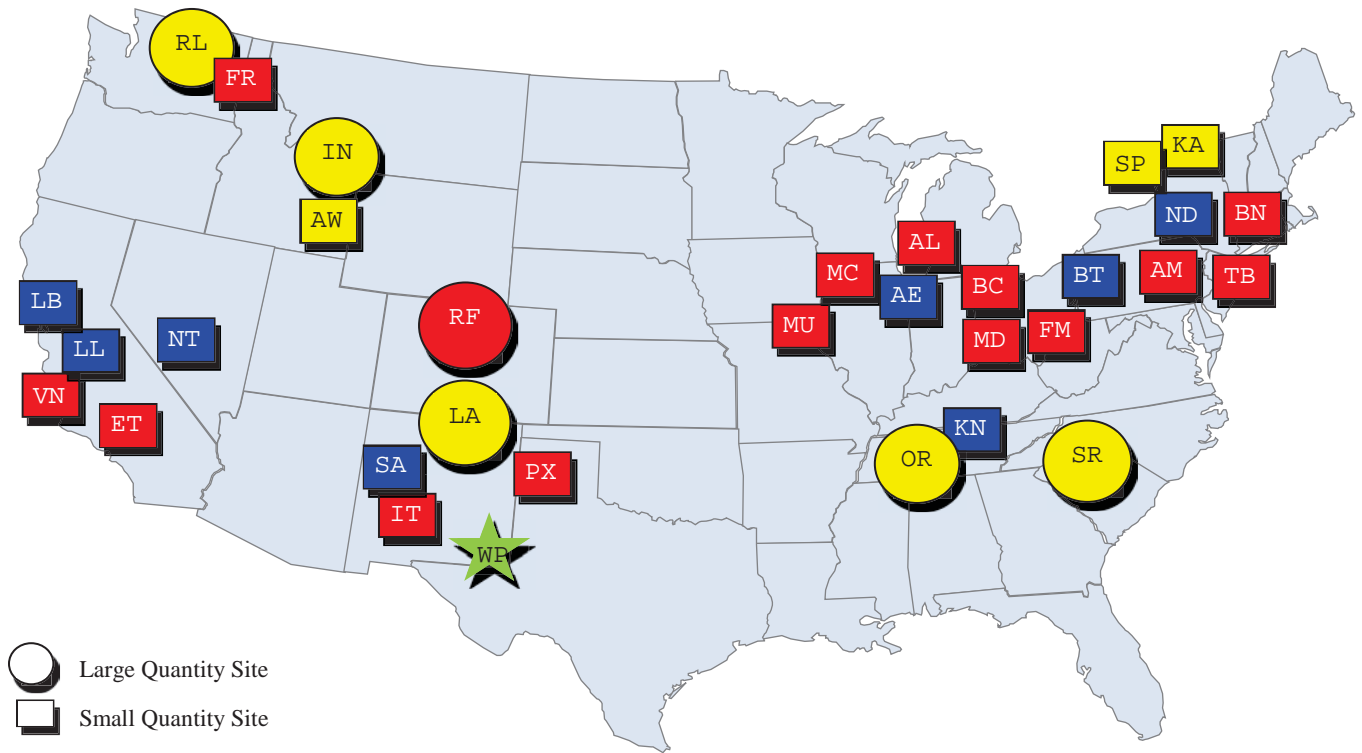 RL
FR
IN
AW
KA
SP
ND
BN
AL
MC
AE
BC
BT
AM
TB
LB
LL
NT
RF
MU
MD
FM
VN
ET
LA
KN
OR
SR
SA
PX
IT
WP
Large Quantity Site
Small Quantity Site